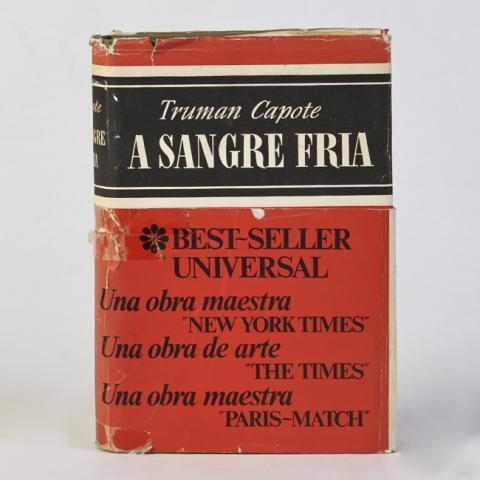 Truman Capote
A SANGRE FRIA
BEST~SELLER
UNIVERSAL
Una obra maestra
"NEW YORK TIMES"
Una obra de arte
"THE TIMES"
Una obra maestra
"PARIS~MATCH"